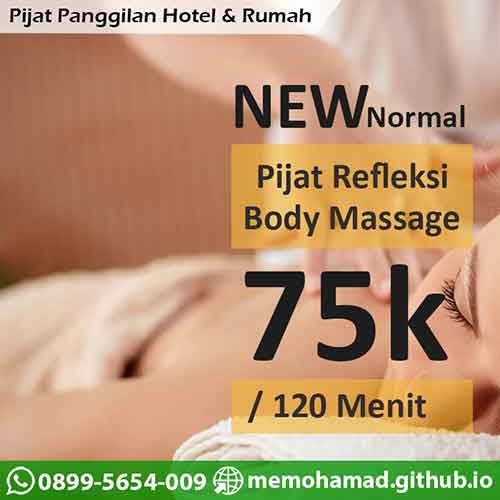 Pijat Panggilan Hotel & Rumah
NEW Normal
Pijat Refleksi
Body Massage
75k
/ 120 Menit
0899-5654-009 memohamad.github.io